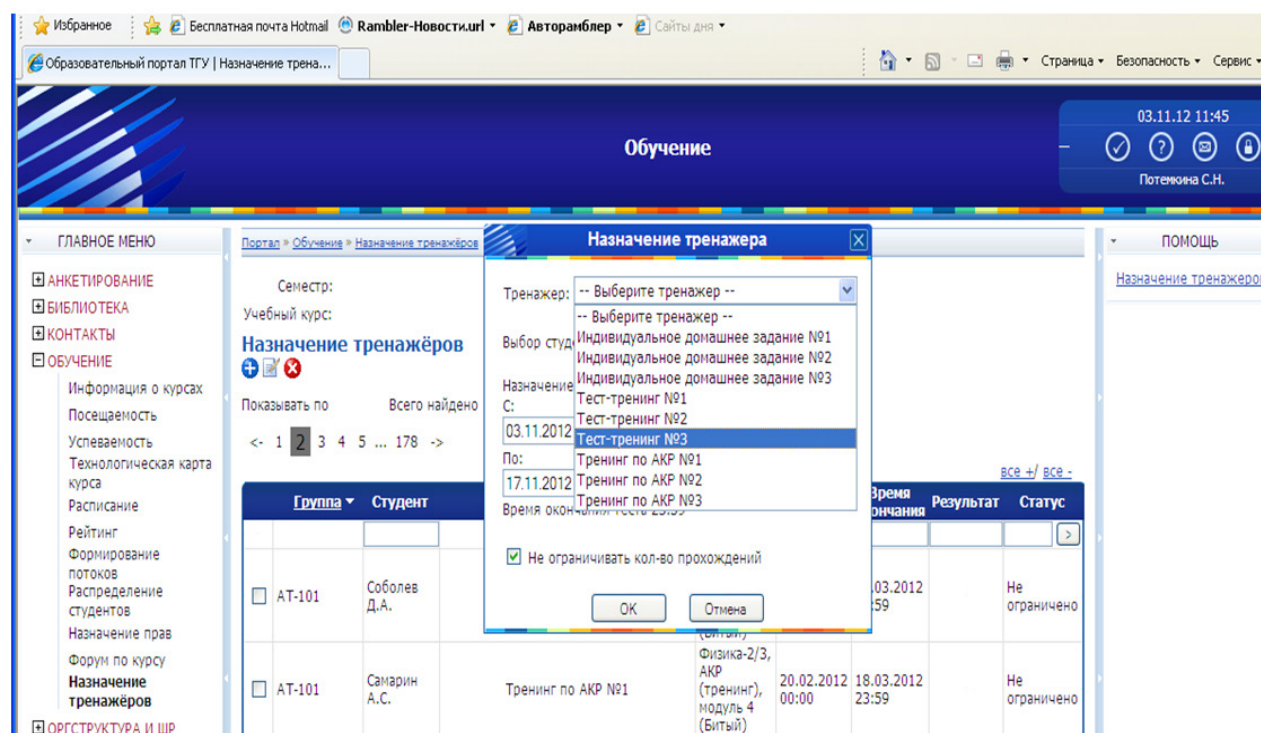 Избранное Бесплатная почта Hotmail Rambler-Новости.url Авторамблер Сайты дня
Образовательный портал ТГУ | Назначение трена...
Страница Безопасность Сервис
03.11.12 11:45
Обучение
Потемкина С.Н.
ГЛАВНОЕ МЕНЮ
АНКЕТИРОВАНИЕ
БИБЛИОТЕКА
КОНТАКТЫ
ОБУЧЕНИЕ
Информация о курсах
Посещаемость
Успеваемость
Технологическая карта
курса
Расписание
Рейтинг
Формирование
потоков
Распределение
студентов
Назначение прав
Форум по курсу
Назначение
тренажёров
ОРГСТРУКТУРА И ШР
Портал » Обучение » Назначение тренажёров
Семестр:
Учебный курс:
Назначение тренажёров
Показывать по Всего найдено
<- 1 2 3 4 5 ... 178 ->
все +/ все -
Группа Студент Время Результат Статус
>
АТ-101 Соболев Д.А. .03.2012 Не ограничено
АТ-101 Самарин А.С. Тренинг по АКР №1 Физика-2/3, АКР (тренинг), модуль 4 (Битый) 20.02.2012 00:00 18.03.2012 23:59 Не ограничено
Назначение тренажера
Тренажер: -- Выберите тренажер --
-- Выберите тренажер --
Индивидуальное домашнее задание №1
Индивидуальное домашнее задание №2
Индивидуальное домашнее задание №3
Тест-тренинг №1
Тест-тренинг №2
Тест-тренинг №3
Тренинг по АКР №1
Тренинг по АКР №2
Тренинг по АКР №3
Выбор
Назначение
С:
03.11.2012
По:
17.11.2012
Время
Не ограничивать кол-во прохождений
ОК Отмена
ПОМОЩЬ
Назначение